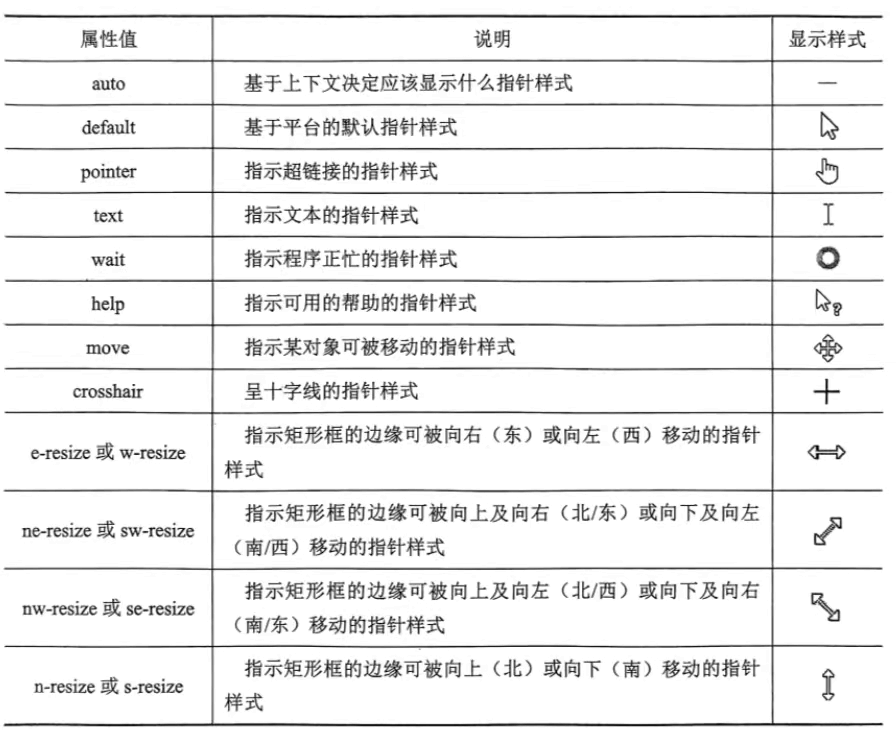 属性值 说明 显示样式
auto 基于上下文决定应该显示什么指针样式 —
default 基于平台的默认指针样式
pointer 指示超链接的指针样式
text 指示文本的指针样式
wait 指示程序正忙的指针样式
help 指示可用的帮助的指针样式
move 指示某对象可被移动的指针样式
crosshair 呈十字线的指针样式
e-resize 或 w-resize 指示矩形框的边缘可被向右（东）或向左（西）移动的指针
样式
ne-resize 或 sw-resize 指示矩形框的边缘可被向上及向右（北/东）或向下及向左
（南/西）移动的指针样式
nw-resize 或 se-resize 指示矩形框的边缘可被向上及向左（北/西）或向下及向右
（南/东）移动的指针样式
n-resize 或 s-resize 指示矩形框的边缘可被向上（北）或向下（南）移动的指针
样式